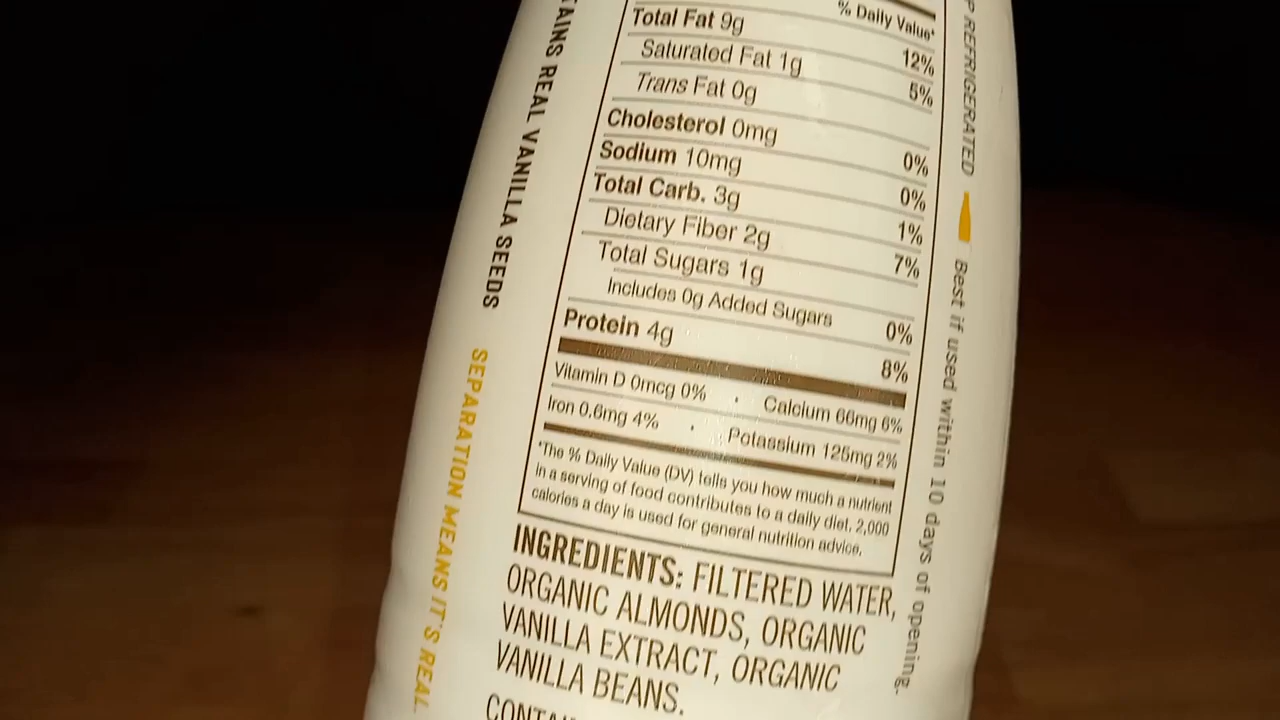 % Daily Value*
Total Fat 9g 12%
Saturated Fat 1g 5%
Trans Fat 0g
Cholesterol 0mg 0%
Sodium 10mg 0%
Total Carb. 3g 1%
Dietary Fiber 2g 7%
Total Sugars 1g
Includes 0g Added Sugars 0%
Protein 4g 8%
Vitamin D 0mcg 0% • Calcium 66mg 6%
Iron 0.6mg 4% • Potassium 125mg 2%
*The % Daily Value (DV) tells you how much a nutrient
in a serving of food contributes to a daily diet. 2,000
calories a day is used for general nutrition advice.
INGREDIENTS: FILTERED WATER,
ORGANIC ALMONDS, ORGANIC
VANILLA EXTRACT, ORGANIC
VANILLA BEANS.
REAL VANILLA SEEDS SEPARATION MEANS IT'S REAL.
REFRIGERATED Best if used within 10 days of opening.